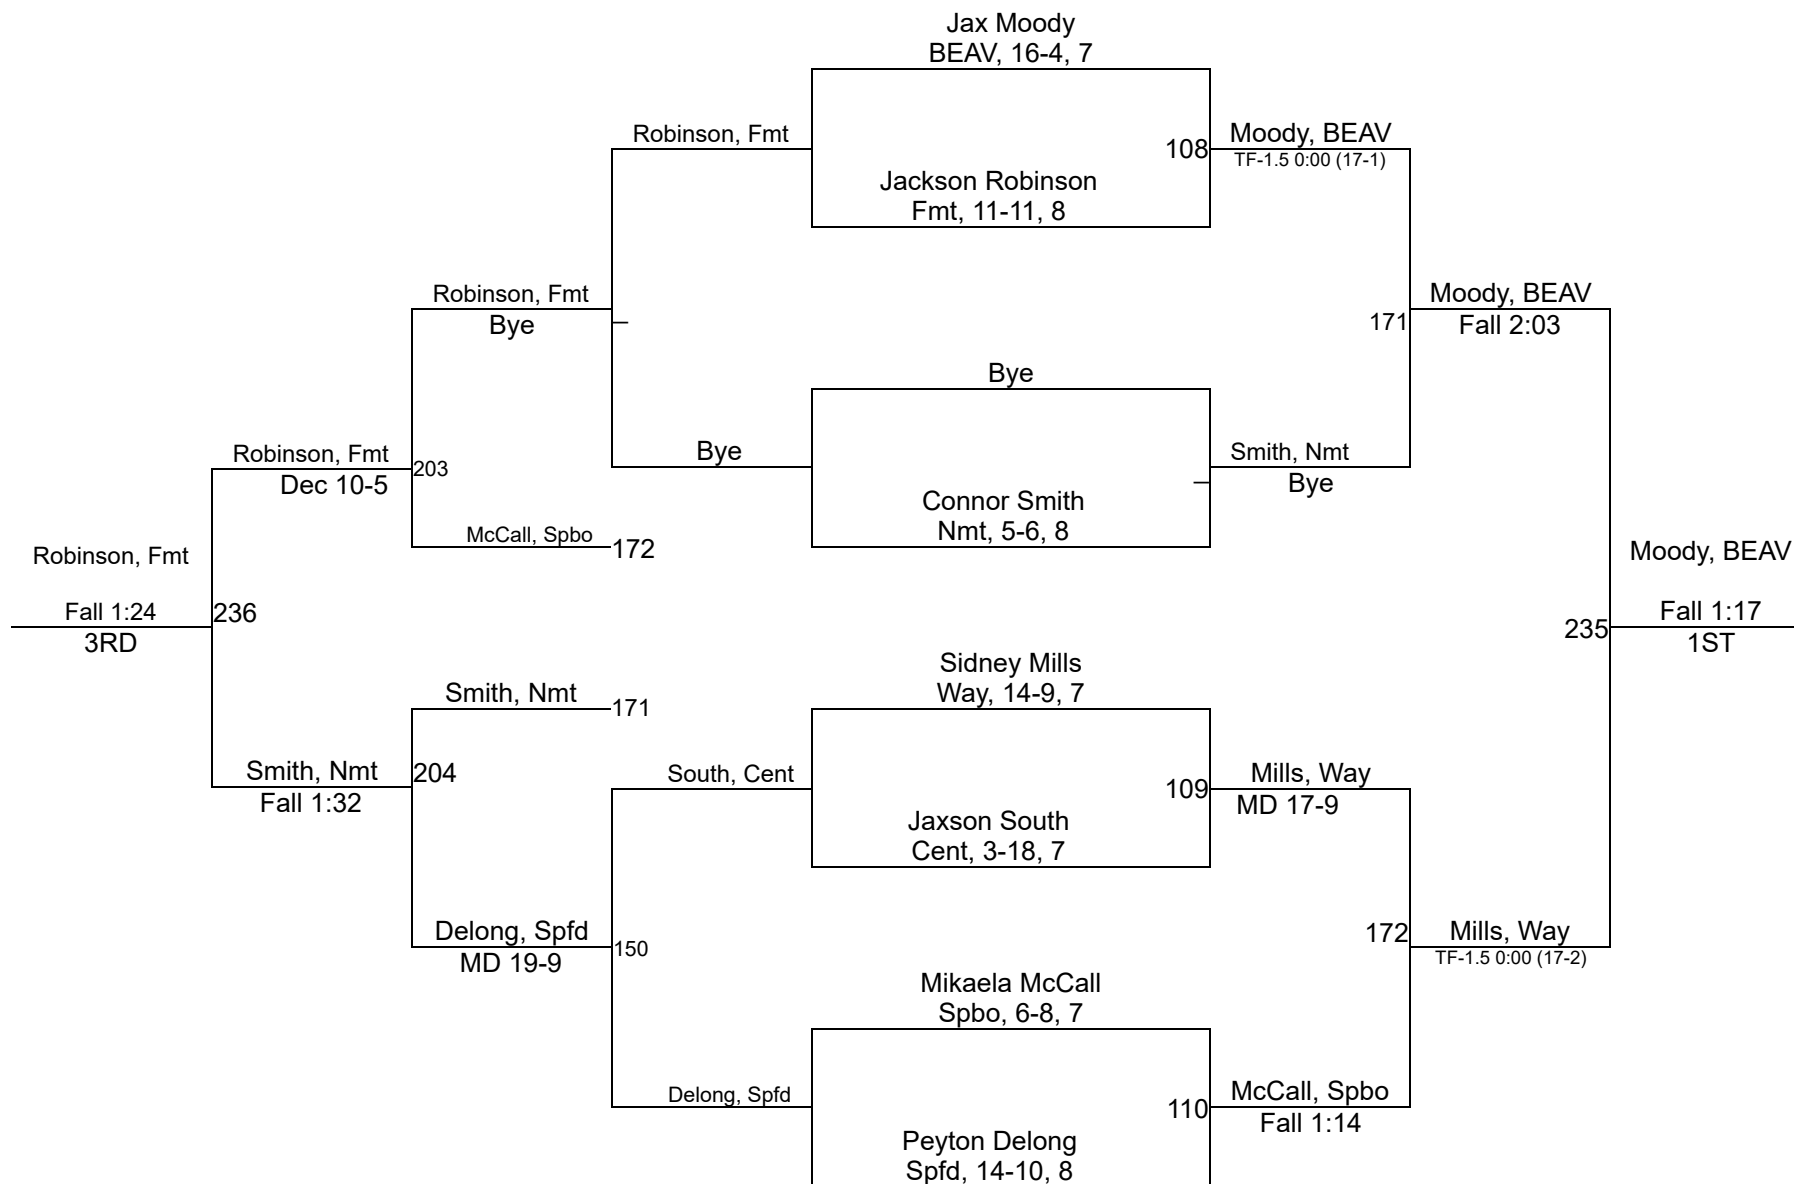 Jax Moody
BEAV, 16-4, 7
Robinson, Fmt
108
Moody, BEAV
TF-1.5 0:00 (17-1)
Jackson Robinson
Fmt, 11-11, 8
Robinson, Fmt
Bye
171
Moody, BEAV
Fall 2:03
Bye
Bye
Smith, Nmt
Bye
Connor Smith
Nmt, 5-6, 8
Robinson, Fmt
Dec 10-5
203
McCall, Spbo
172
Robinson, Fmt
Fall 1:24
3RD
236
Moody, BEAV
Fall 1:17
1ST
235
Sidney Mills
Way, 14-9, 7
Smith, Nmt
171
South, Cent
109
Mills, Way
MD 17-9
Smith, Nmt
Fall 1:32
204
Jaxson South
Cent, 3-18, 7
Delong, Spfd
MD 19-9
150
172
Mills, Way
TF-1.5 0:00 (17-2)
Mikaela McCall
Spbo, 6-8, 7
Delong, Spfd
110
McCall, Spbo
Fall 1:14
Peyton Delong
Spfd, 14-10, 8